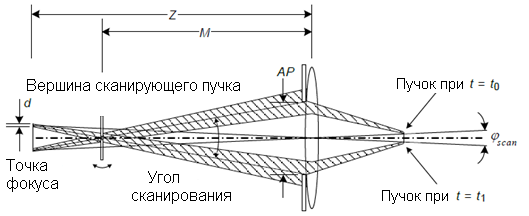 Z
M
AP
Вершина сканирующего пучка
Пучок при t = t0
d
φscan
Точка
фокуса
Угол
сканирования
Пучок при t = t1